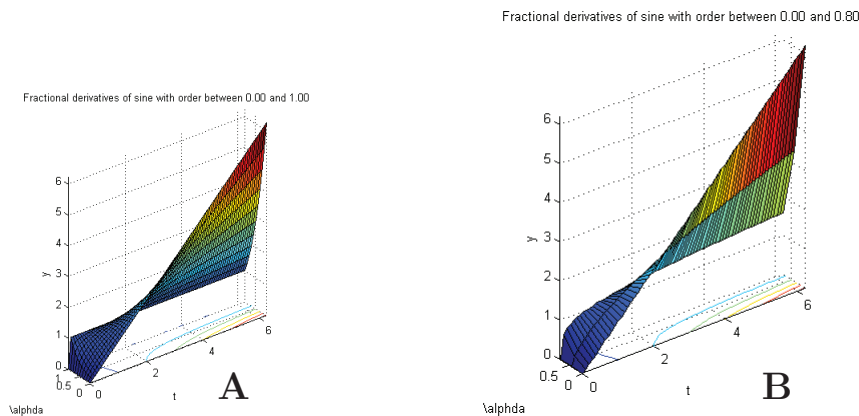 Fractional derivatives of sine with order between 0.00 and 0.80
Fractional derivatives of sine with order between 0.00 and 1.00
6
5
4
3
2
1
0
y
1
0.5
0
0
2
4
6
t
\alphda
A
6
5
4
3
2
1
0
y
0.5
0
0
2
4
6
t
\alphda
B